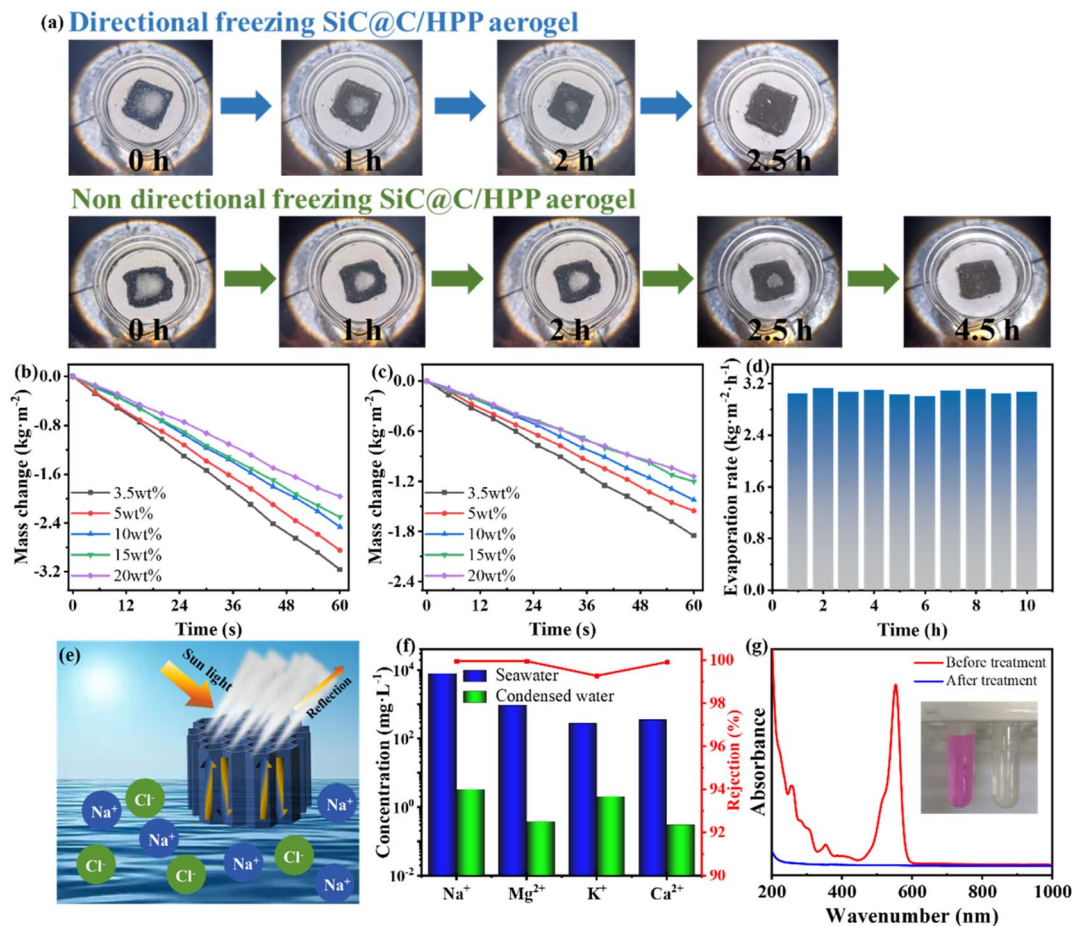 (a) Directional freezing SiC@C/HPP aerogel
0 h
1 h
2 h
2.5 h
Non directional freezing SiC@C/HPP aerogel
0 h
1 h
2 h
2.5 h
4.5 h
(b)
0.0
-0.8
-1.6
-2.4
-3.2
Mass change (kg·m⁻²)
3.5wt%
5wt%
10wt%
15wt%
20wt%
0 12 24 36 48 60
Time (s)
(c)
0.0
-0.6
-1.2
-1.8
-2.4
Mass change (kg·m⁻²)
3.5wt%
5wt%
10wt%
15wt%
20wt%
0 12 24 36 48 60
Time (s)
(d)
3.2
2.4
1.6
0.8
0.0
Evaporation rate (kg·m⁻²·h⁻¹)
0 2 4 6 8 10
Time (h)
(e)
Sun light
Reflection
Na⁺
Cl⁻
Na⁺
Na⁺
Cl⁻
Cl⁻
Na⁺
Cl⁻
Na⁺
(f)
10⁴
10²
10⁰
10⁻²
Concentration (mg·L⁻¹)
Seawater
Condensed water
100
98
96
94
92
90
Rejection (%)
Na⁺ Mg²⁺ K⁺ Ca²⁺
(g)
Before treatment
After treatment
Absorbance
200 400 600 800 1000
Wavenumber (nm)